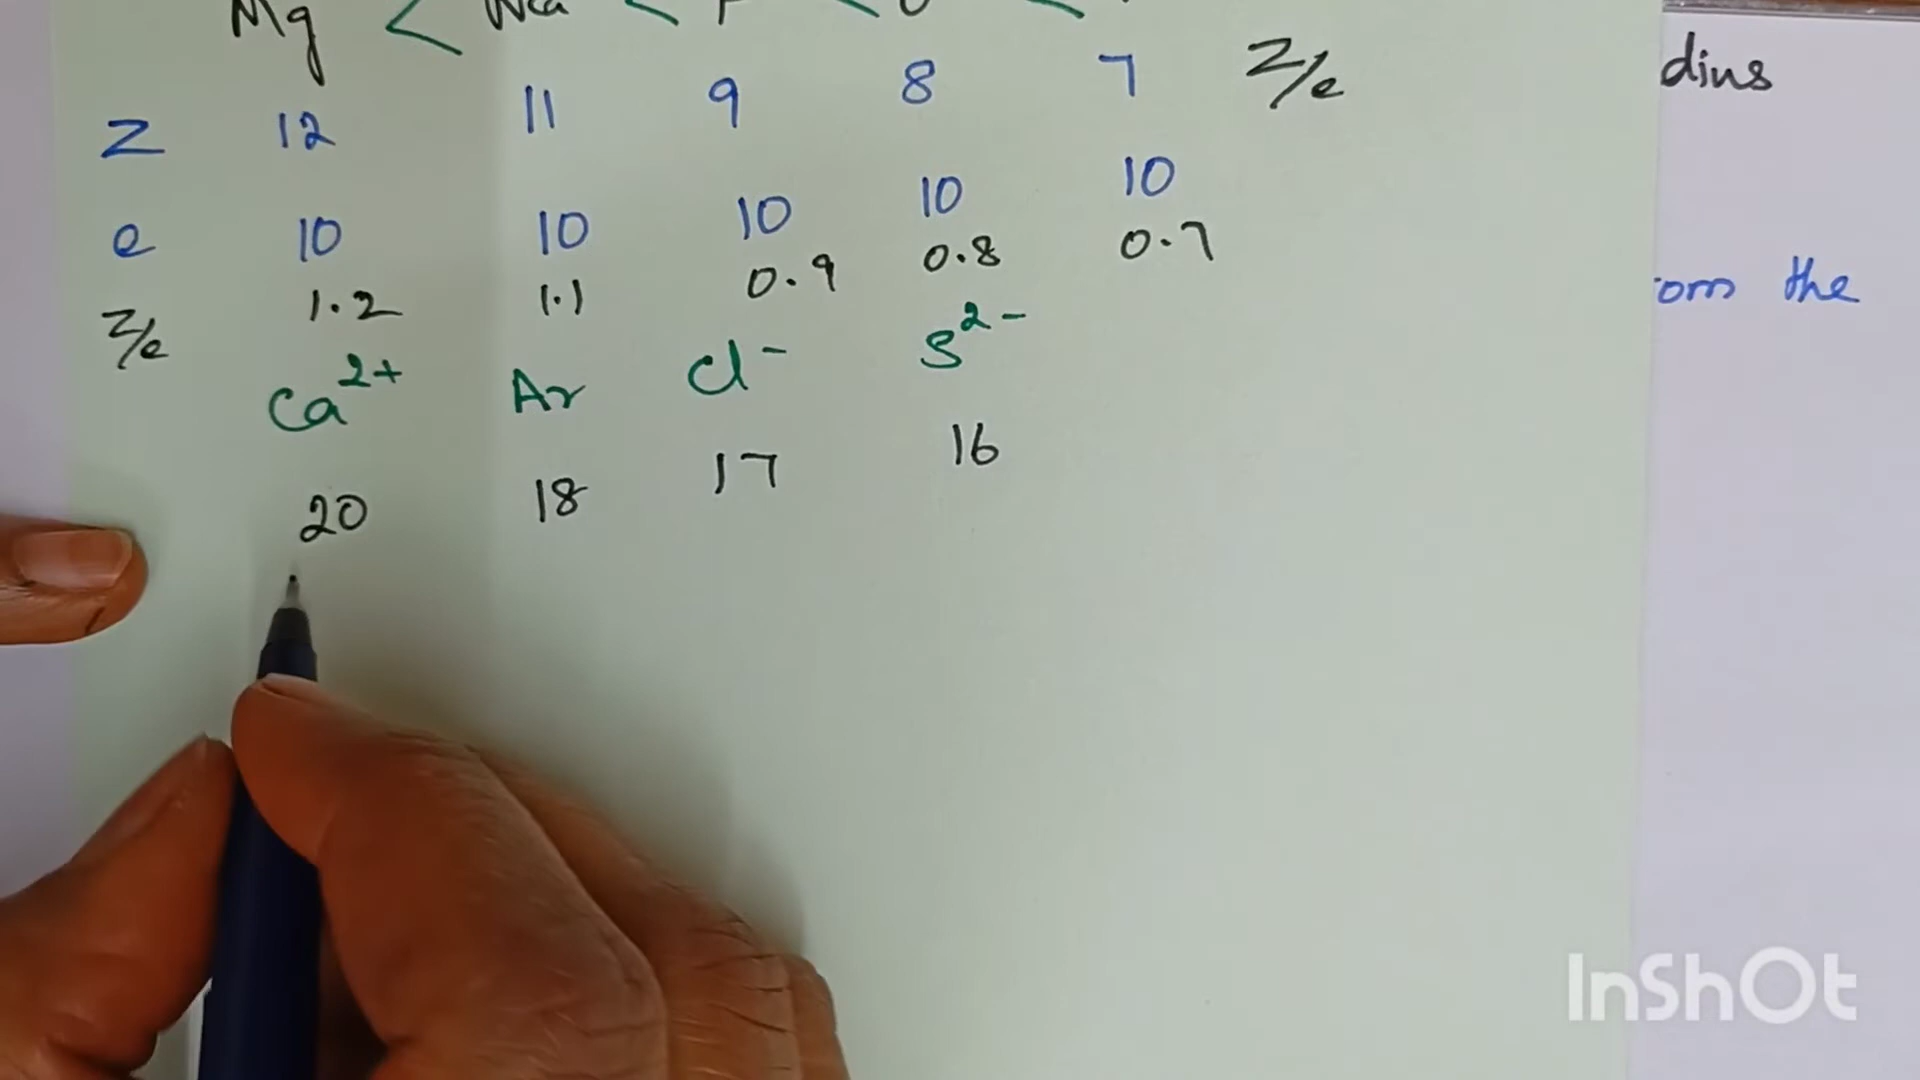 Mg < Na < < <
Z 12 11 9 8 7 Z/e
e 10 10 10 10 10
Z/e 1.2 1.1 0.9 0.8 0.7
Ca2+ Ar Cl- S2-
20 18 17 16
dius
om the
InShOt